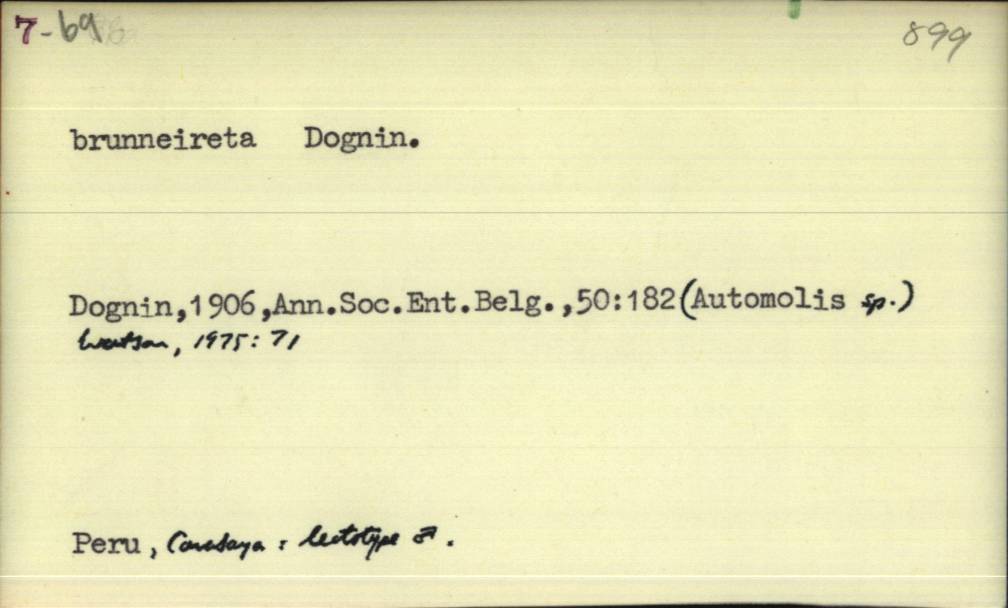 7-69
899
brunneireta Dognin.
Dognin,1906,Ann.Soc.Ent.Belg.,50:182(Automolis sp.)
Watson, 1975: 71
Peru, Carabaya : lectotype ♂.